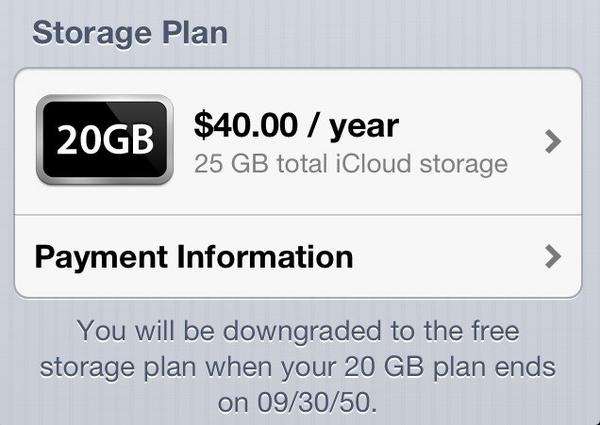 Storage Plan
20GB
$40.00 / year
25 GB total iCloud storage
Payment Information
You will be downgraded to the free
storage plan when your 20 GB plan ends
on 09/30/50.